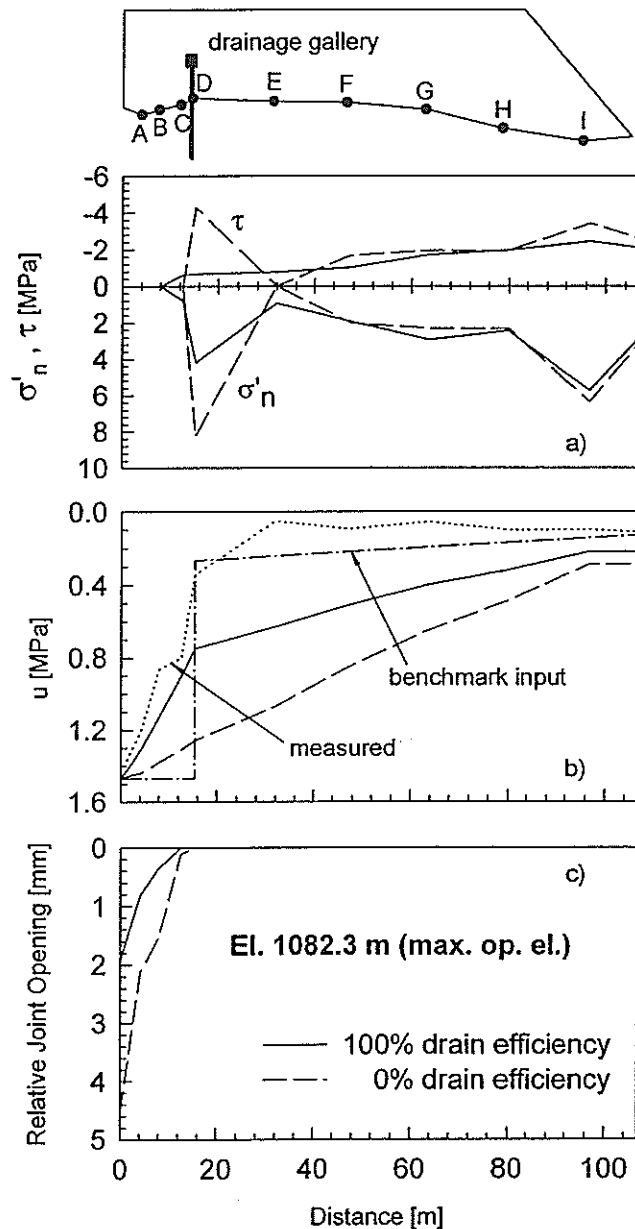 drainage gallery
A B C D E F G H I
-6
-4
-2
0
2
4
6
8
10
σ'n , τ [MPa]
τ
σ'n
a)
0.0
0.4
0.8
1.2
1.6
u [MPa]
benchmark input
measured
b)
0
1
2
3
4
5
Relative Joint Opening [mm]
c)
El. 1082.3 m (max. op. el.)
100% drain efficiency
0% drain efficiency
0 20 40 60 80 100
Distance [m]